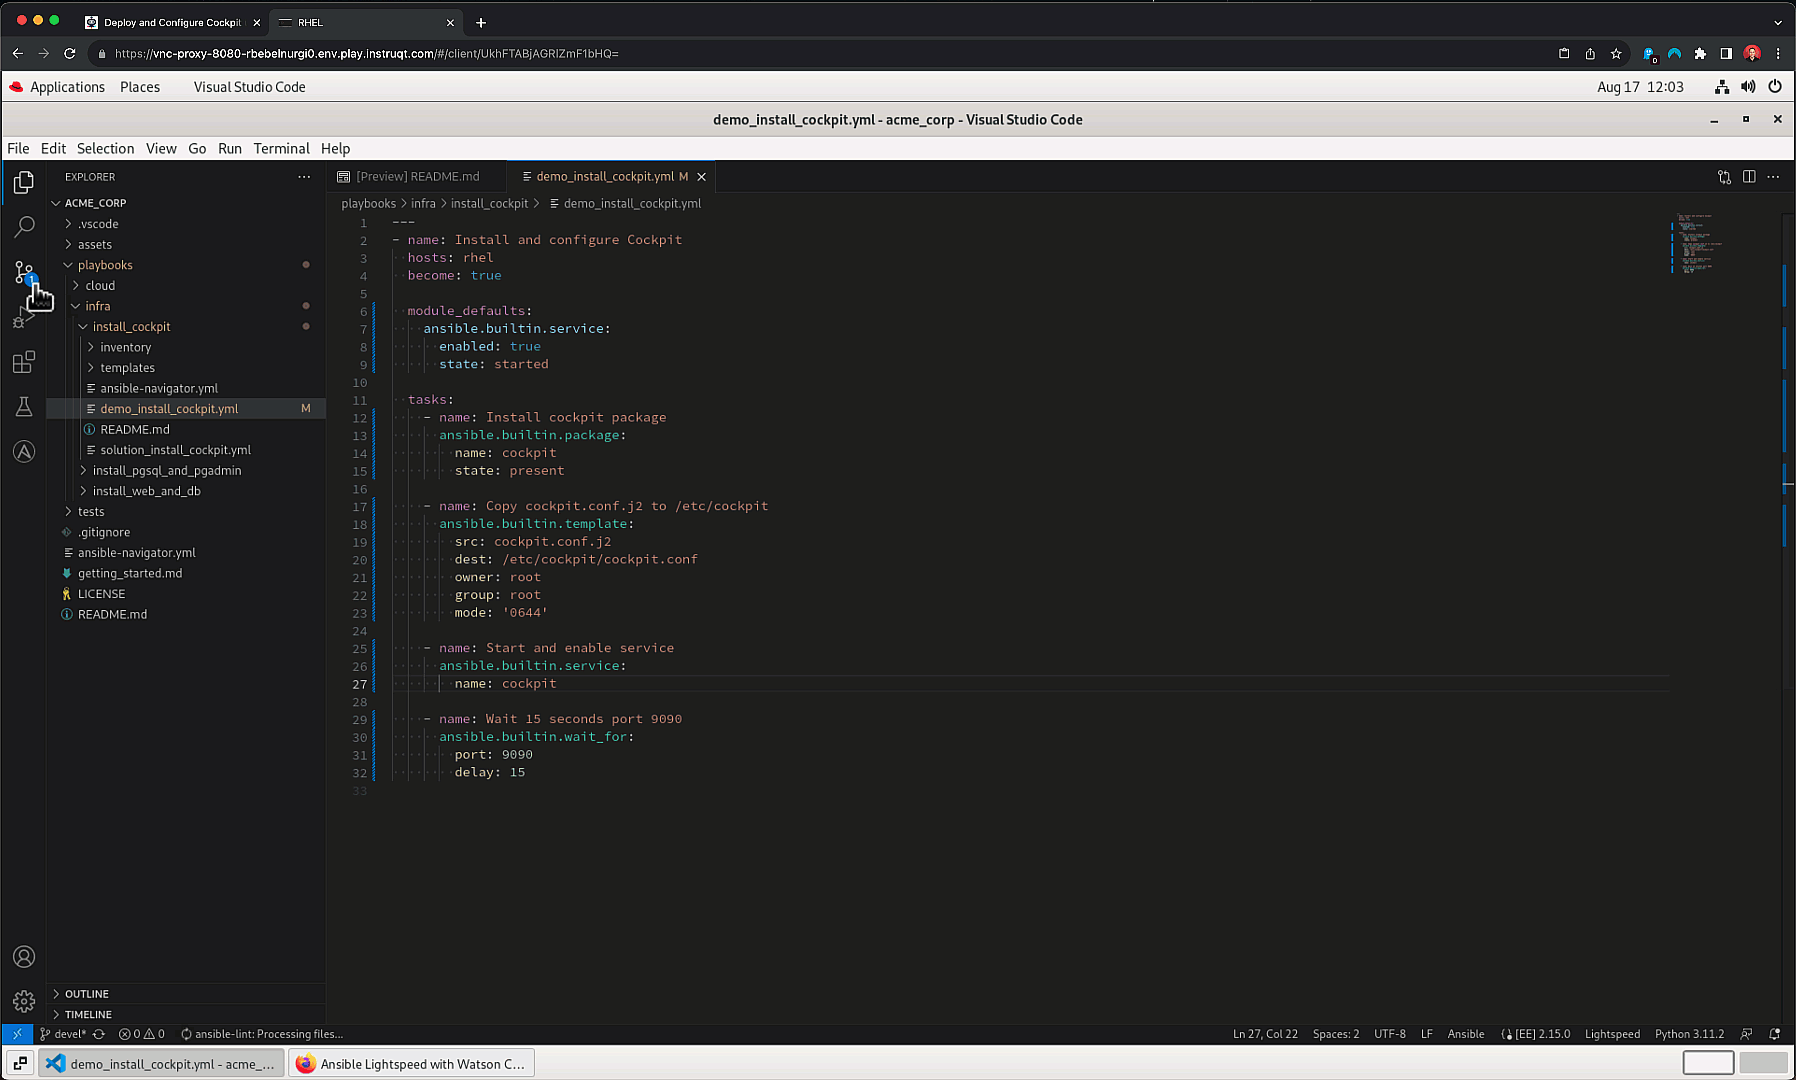 Deploy and Configure Cockpit
RHEL
https://vnc-proxy-8080-rbebelnurgi0.env.play.instruqt.com/#/client/UkhFTABjAGRIZmF1bHQ=
Applications Places Visual Studio Code Aug 17 12:03
demo_install_cockpit.yml - acme_corp - Visual Studio Code
File Edit Selection View Go Run Terminal Help
EXPLORER
ACME_CORP
.vscode
assets
playbooks
cloud
infra
install_cockpit
inventory
templates
ansible-navigator.yml
demo_install_cockpit.yml M
README.md
solution_install_cockpit.yml
install_pgsql_and_pgadmin
install_web_and_db
tests
.gitignore
ansible-navigator.yml
getting_started.md
LICENSE
README.md
OUTLINE
TIMELINE
[Preview] README.md
demo_install_cockpit.yml M
playbooks > infra > install_cockpit > demo_install_cockpit.yml
1 ---
2 - name: Install and configure Cockpit
3 hosts: rhel
4 become: true
5
6 module_defaults:
7 ansible.builtin.service:
8 enabled: true
9 state: started
10
11 tasks:
12 - name: Install cockpit package
13 ansible.builtin.package:
14 name: cockpit
15 state: present
16
17 - name: Copy cockpit.conf.j2 to /etc/cockpit
18 ansible.builtin.template:
19 src: cockpit.conf.j2
20 dest: /etc/cockpit/cockpit.conf
21 owner: root
22 group: root
23 mode: '0644'
24
25 - name: Start and enable service
26 ansible.builtin.service:
27 name: cockpit
28
29 - name: Wait 15 seconds port 9090
30 ansible.builtin.wait_for:
31 port: 9090
32 delay: 15
33
devel* 0 0 ansible-lint: Processing files... Ln 27, Col 22 Spaces: 2 UTF-8 LF Ansible [EE] 2.15.0 Lightspeed Python 3.11.2
demo_install_cockpit.yml - acme_... Ansible Lightspeed with Watson C...